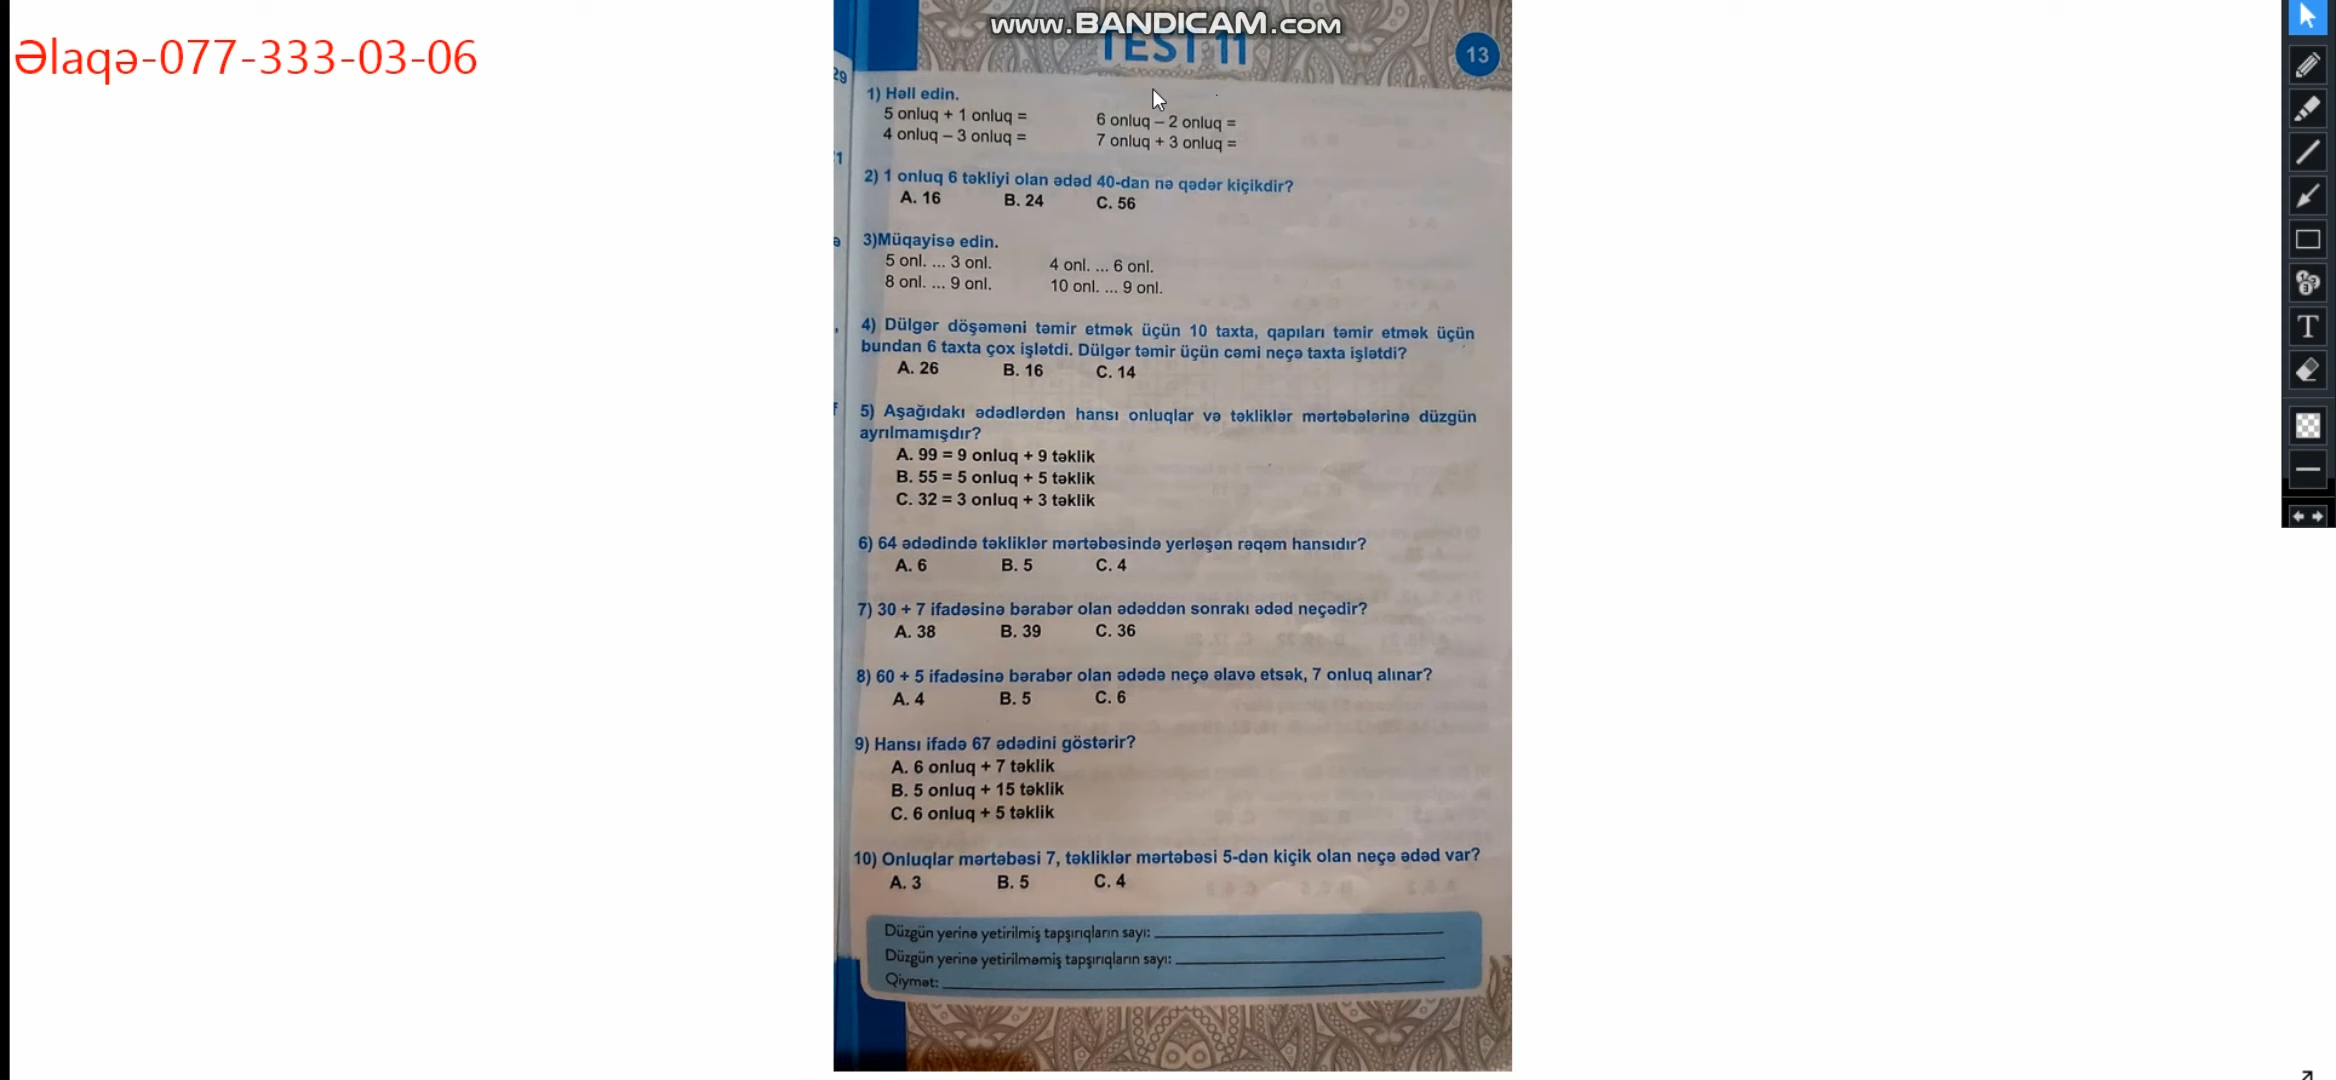 Əlaqə-077-333-03-06
www.BANDICAM.com
TEST 11
13
29
1) Həll edin.
5 onluq + 1 onluq =
6 onluq – 2 onluq =
4 onluq – 3 onluq =
7 onluq + 3 onluq =
2) 1 onluq 6 təkliyi olan ədəd 40-dan nə qədər kiçikdir?
A. 16 B. 24 C. 56
3)Müqayisə edin.
5 onl. ... 3 onl. 4 onl. ... 6 onl.
8 onl. ... 9 onl. 10 onl. ... 9 onl.
4) Dülgər döşəməni təmir etmək üçün 10 taxta, qapıları təmir etmək üçün
bundan 6 taxta çox işlətdi. Dülgər təmir üçün cəmi neçə taxta işlətdi?
A. 26 B. 16 C. 14
5) Aşağıdakı ədədlərdən hansı onluqlar və təkliklər mərtəbələrinə düzgün
ayrılmamışdır?
A. 99 = 9 onluq + 9 təklik
B. 55 = 5 onluq + 5 təklik
C. 32 = 3 onluq + 3 təklik
6) 64 ədədində təkliklər mərtəbəsində yerləşən rəqəm hansıdır?
A. 6 B. 5 C. 4
7) 30 + 7 ifadəsinə bərabər olan ədəddən sonrakı ədəd neçədir?
A. 38 B. 39 C. 36
8) 60 + 5 ifadəsinə bərabər olan ədədə neçə əlavə etsək, 7 onluq alınar?
A. 4 B. 5 C. 6
9) Hansı ifadə 67 ədədini göstərir?
A. 6 onluq + 7 təklik
B. 5 onluq + 15 təklik
C. 6 onluq + 5 təklik
10) Onluqlar mərtəbəsi 7, təkliklər mərtəbəsi 5-dən kiçik olan neçə ədəd var?
A. 3 B. 5 C. 4
Düzgün yerinə yetirilmiş tapşırıqların sayı:
Düzgün yerinə yetirilməmiş tapşırıqların sayı:
Qiymət: